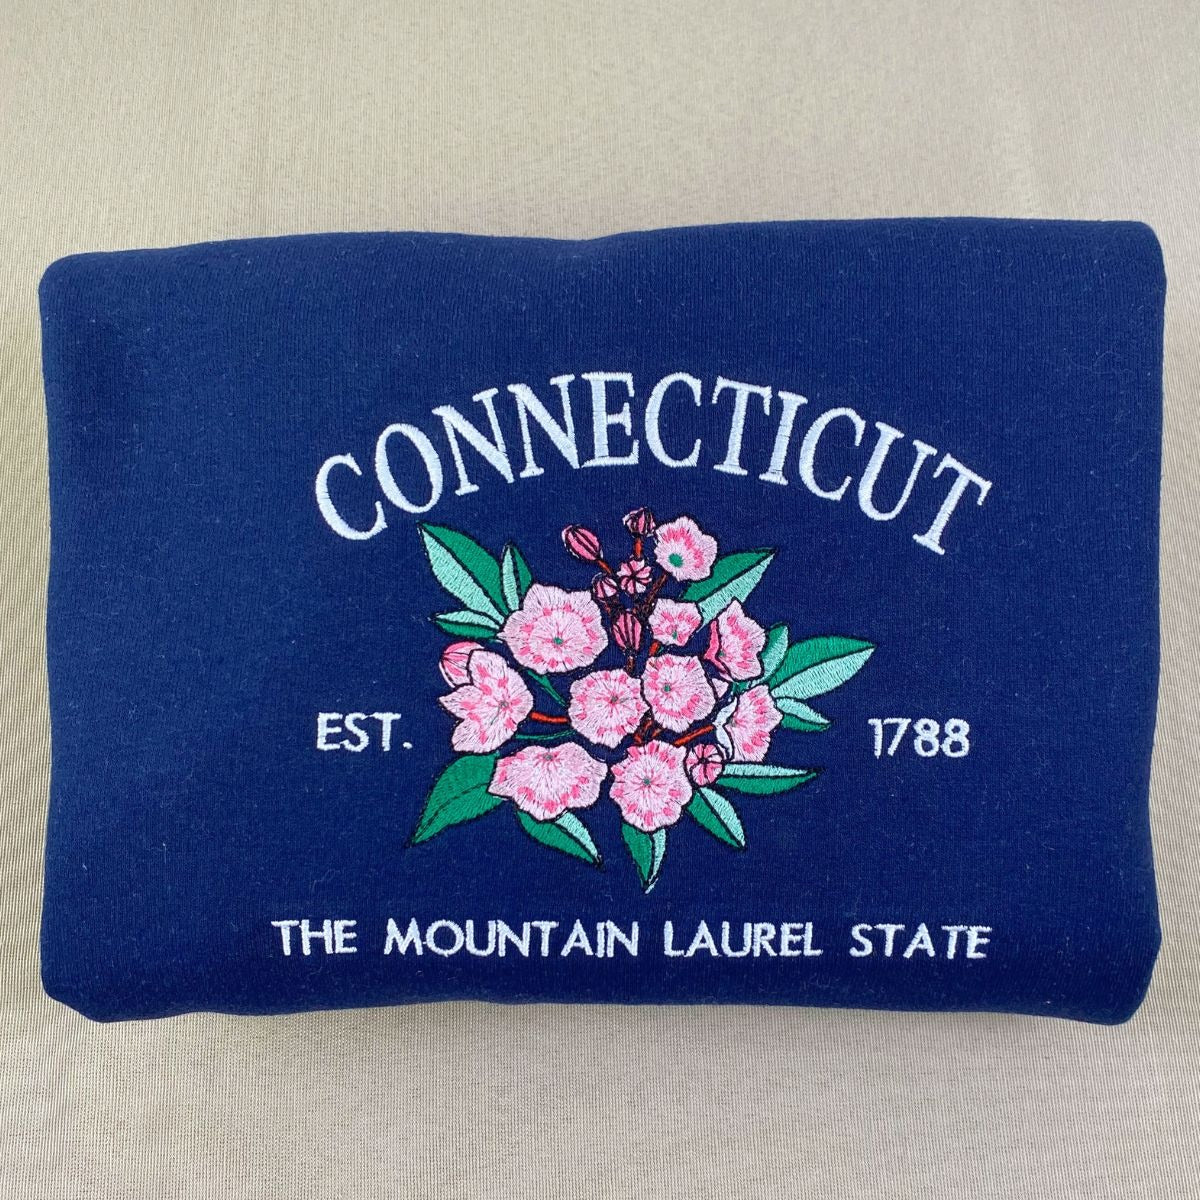 CONNECTICUT
EST. 1788
THE MOUNTAIN LAUREL STATE